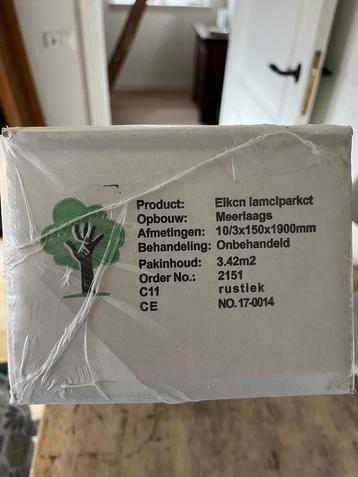 Product: Eiken lamelparket
Opbouw: Meerlaags
Afmetingen: 10/3x150x1900mm
Behandeling: Onbehandeld
Pakinhoud: 3.42m2
Order No.: 2151
C11 rustiek
CE NO. 17-0014